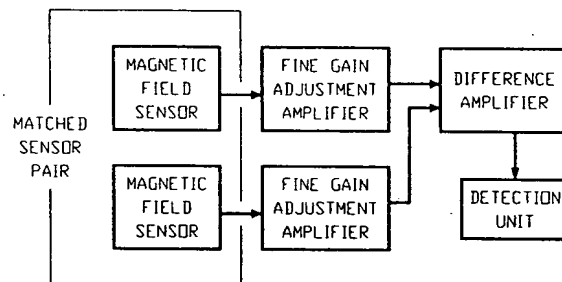 MATCHED
SENSOR
PAIR
MAGNETIC
FIELD
SENSOR
FINE GAIN
ADJUSTMENT
AMPLIFIER
DIFFERENCE
AMPLIFIER
MAGNETIC
FIELD
SENSOR
FINE GAIN
ADJUSTMENT
AMPLIFIER
DETECTION
UNIT